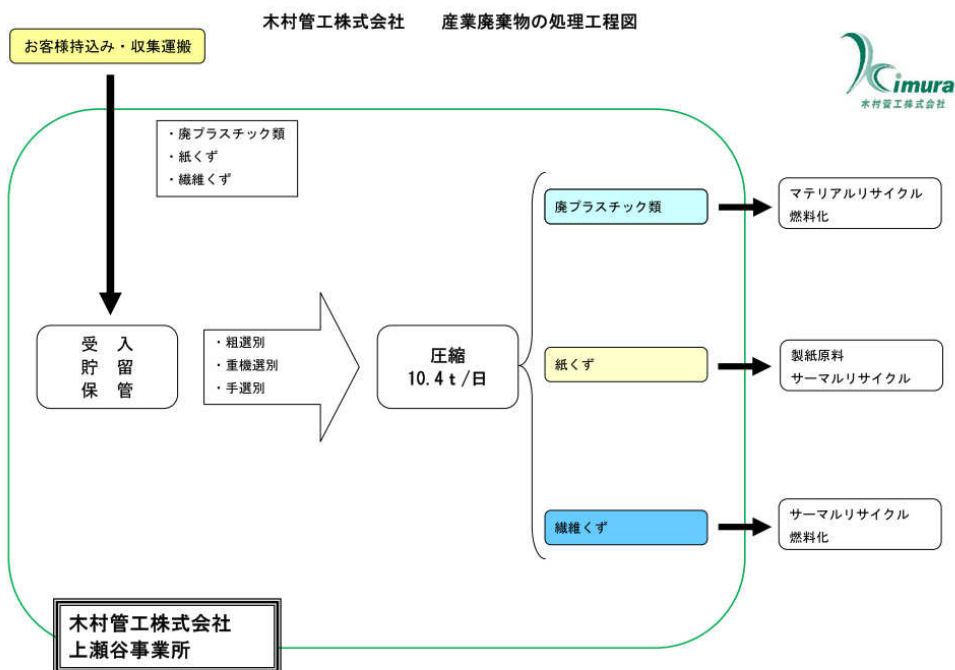 木村管工株式会社　　産業廃棄物の処理工程図
お客様持込み・収集運搬
Kimura
木村管工株式会社
・廃プラスチック類
・紙くず
・繊維くず
廃プラスチック類
マテリアルリサイクル
燃料化
受　入
貯　留
保　管
・粗選別
・重機選別
・手選別
圧縮
10.4ｔ/日
紙くず
製紙原料
サーマルリサイクル
繊維くず
サーマルリサイクル
燃料化
木村管工株式会社
上瀬谷事業所